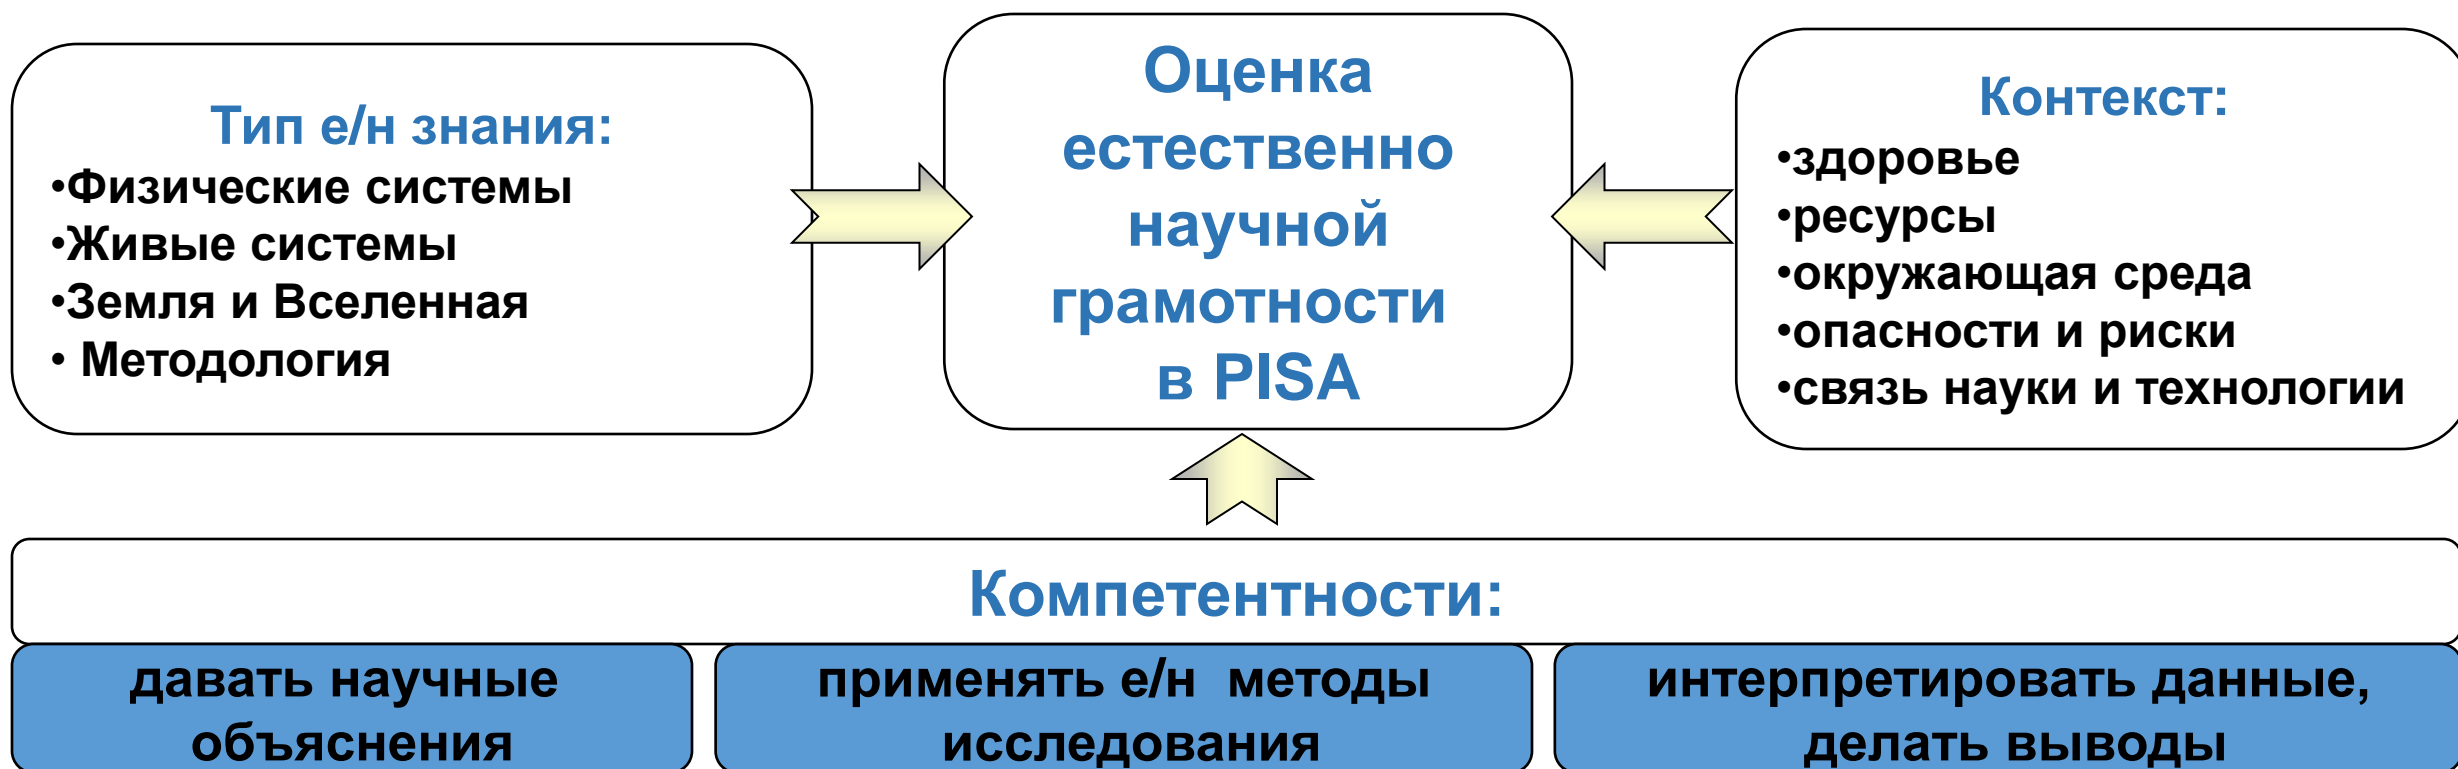 Тип е/н знания:
•Физические системы
•Живые системы
•Земля и Вселенная
• Методология
Оценка
естественно
научной
грамотности
в PISA
Контекст:
•здоровье
•ресурсы
•окружающая среда
•опасности и риски
•связь науки и технологии
Компетентности:
давать научные
объяснения
применять е/н методы
исследования
интерпретировать данные,
делать выводы